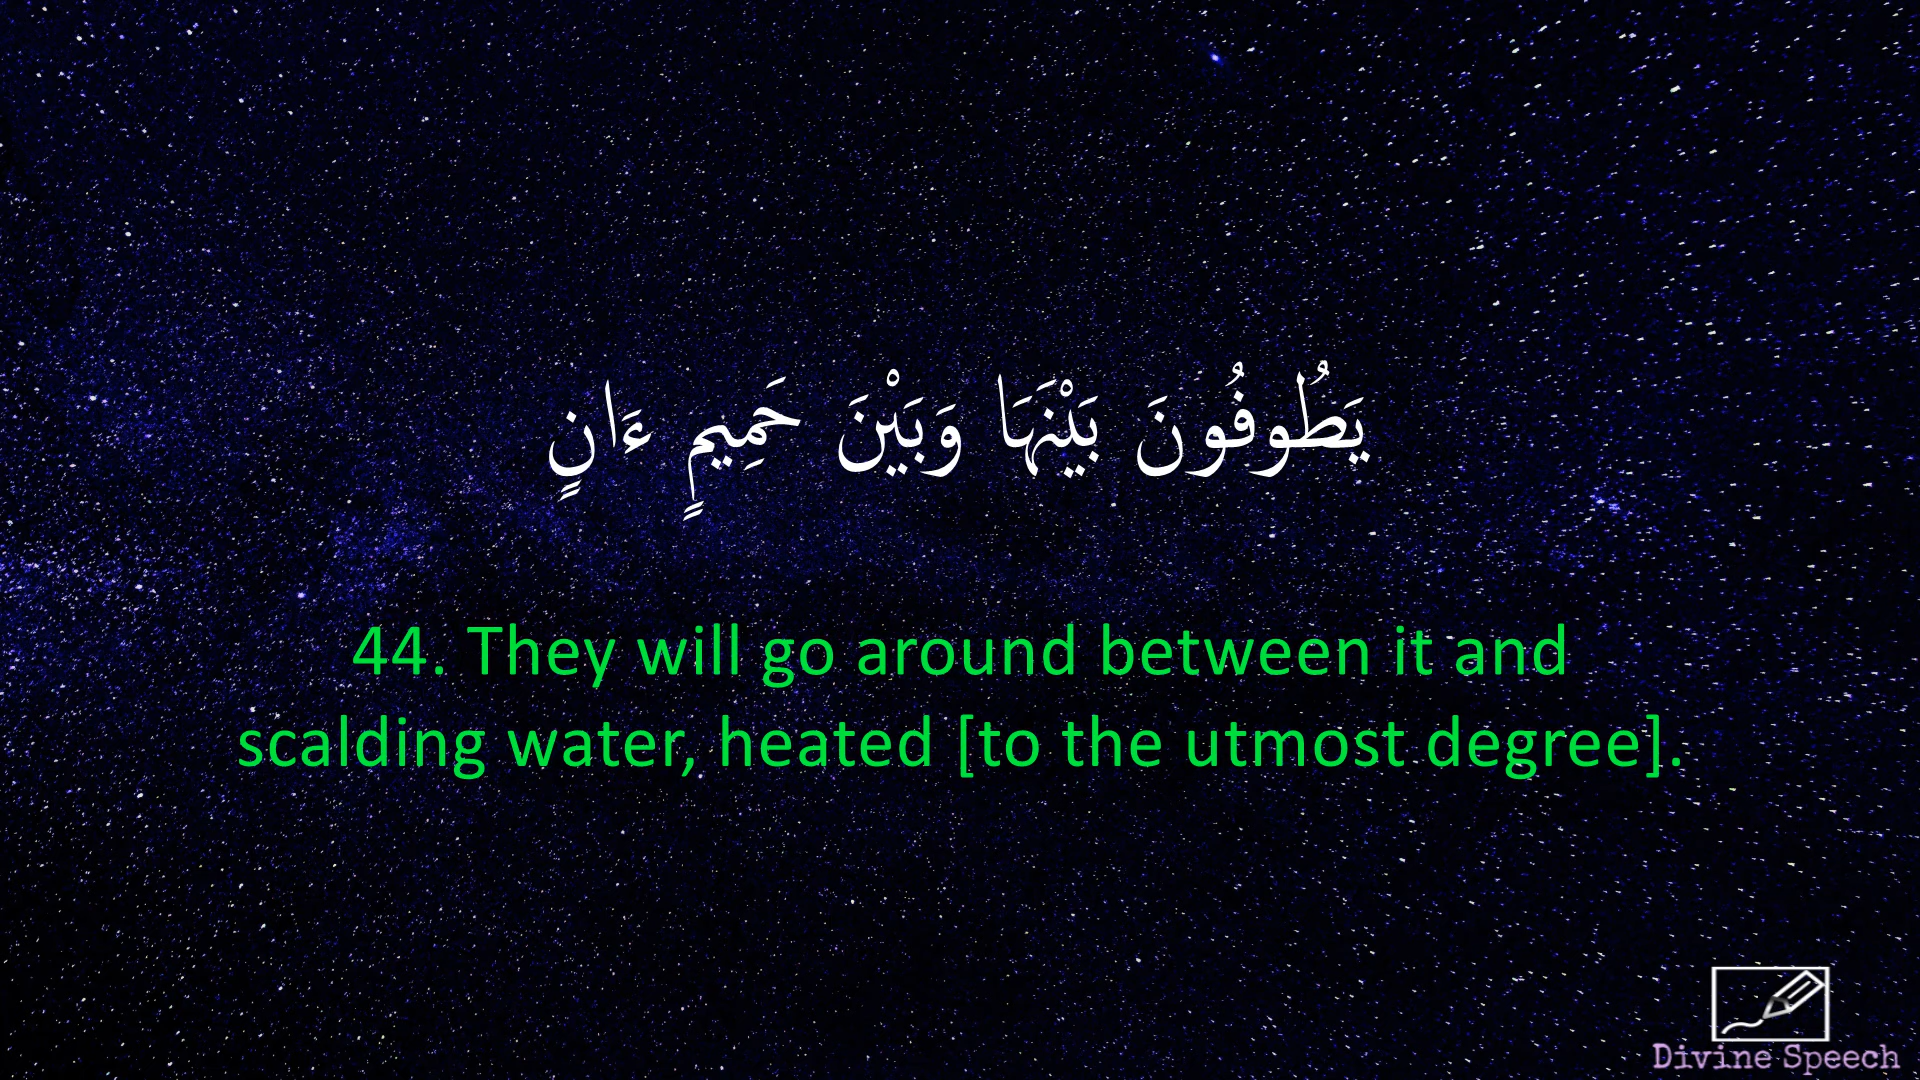 يَطُوفُونَ بَيْنَهَا وَبَيْنَ حَمِيمٍ ءَانٍ
44. They will go around between it and
scalding water, heated [to the utmost degree].
Divine Speech